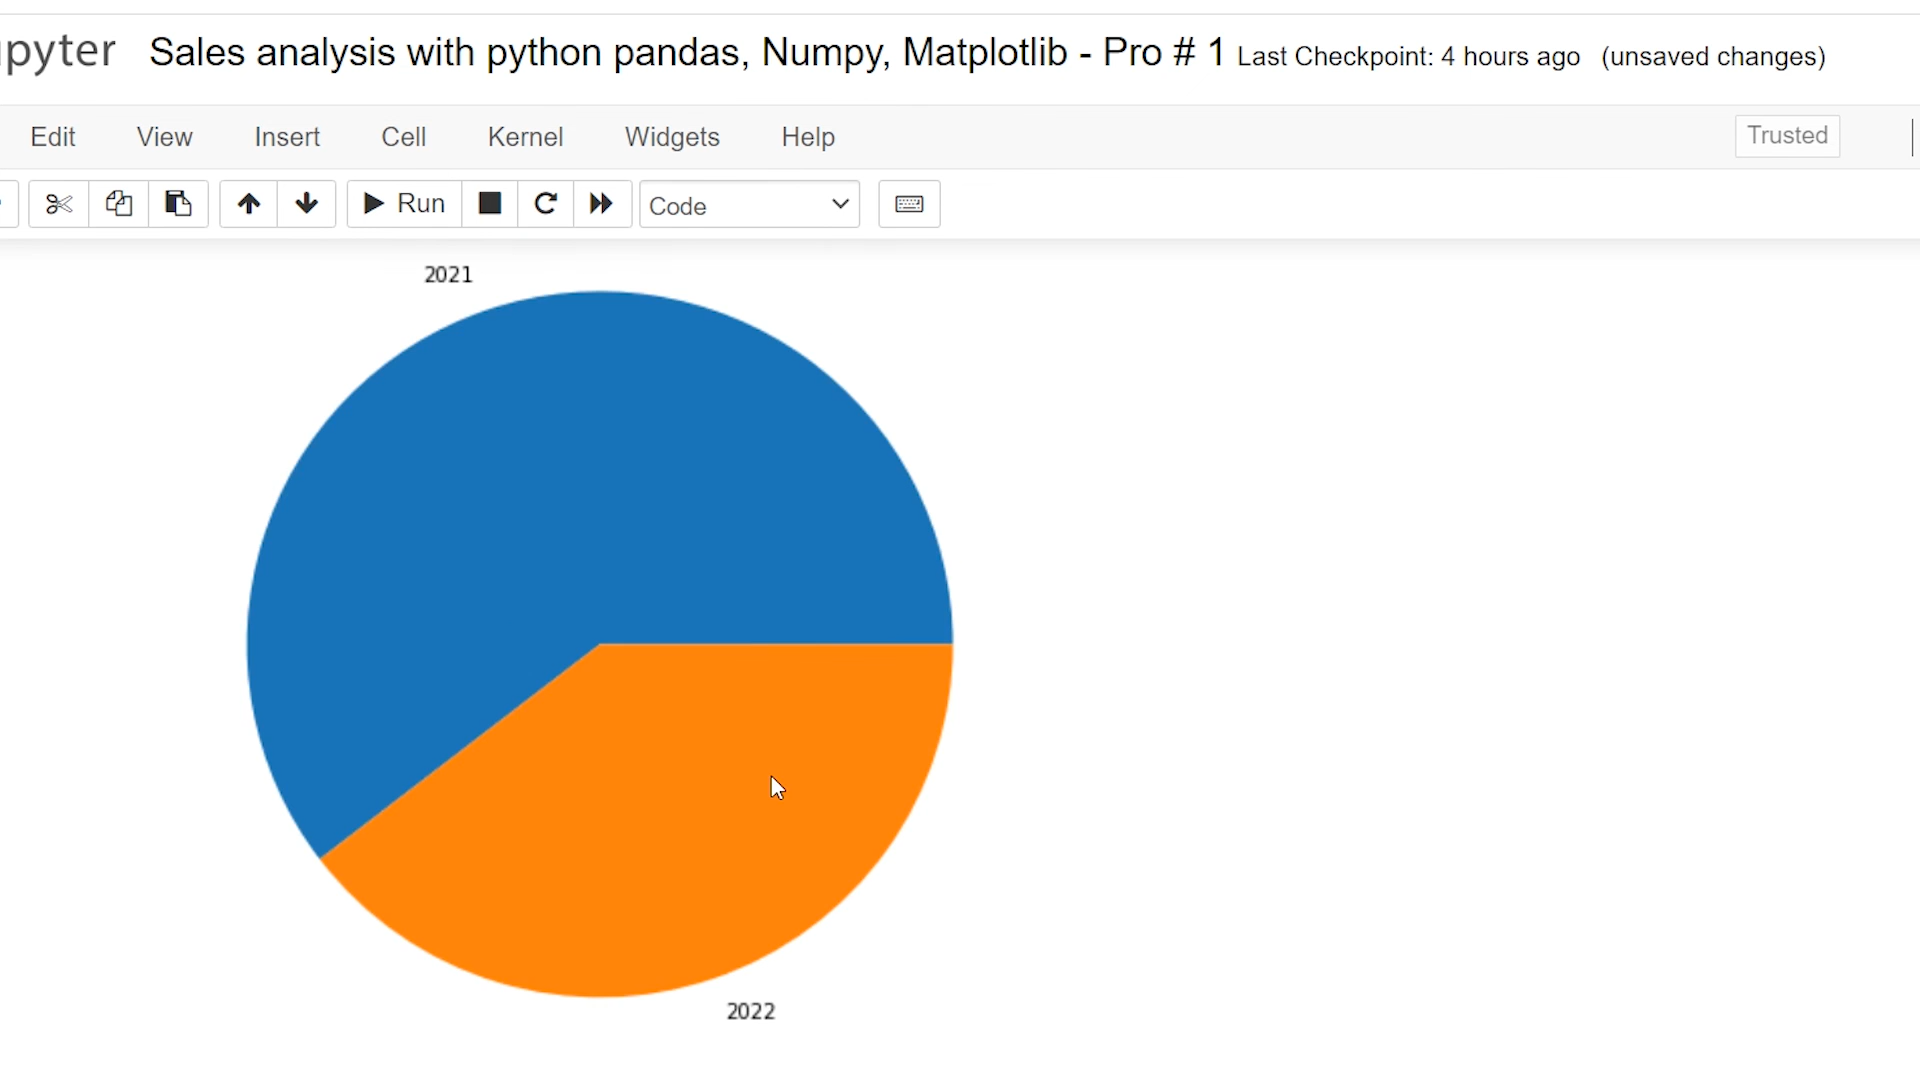 pyter Sales analysis with python pandas, Numpy, Matplotlib - Pro # 1 Last Checkpoint: 4 hours ago (unsaved changes)
Edit View Insert Cell Kernel Widgets Help Trusted
Run Code
2021
2022